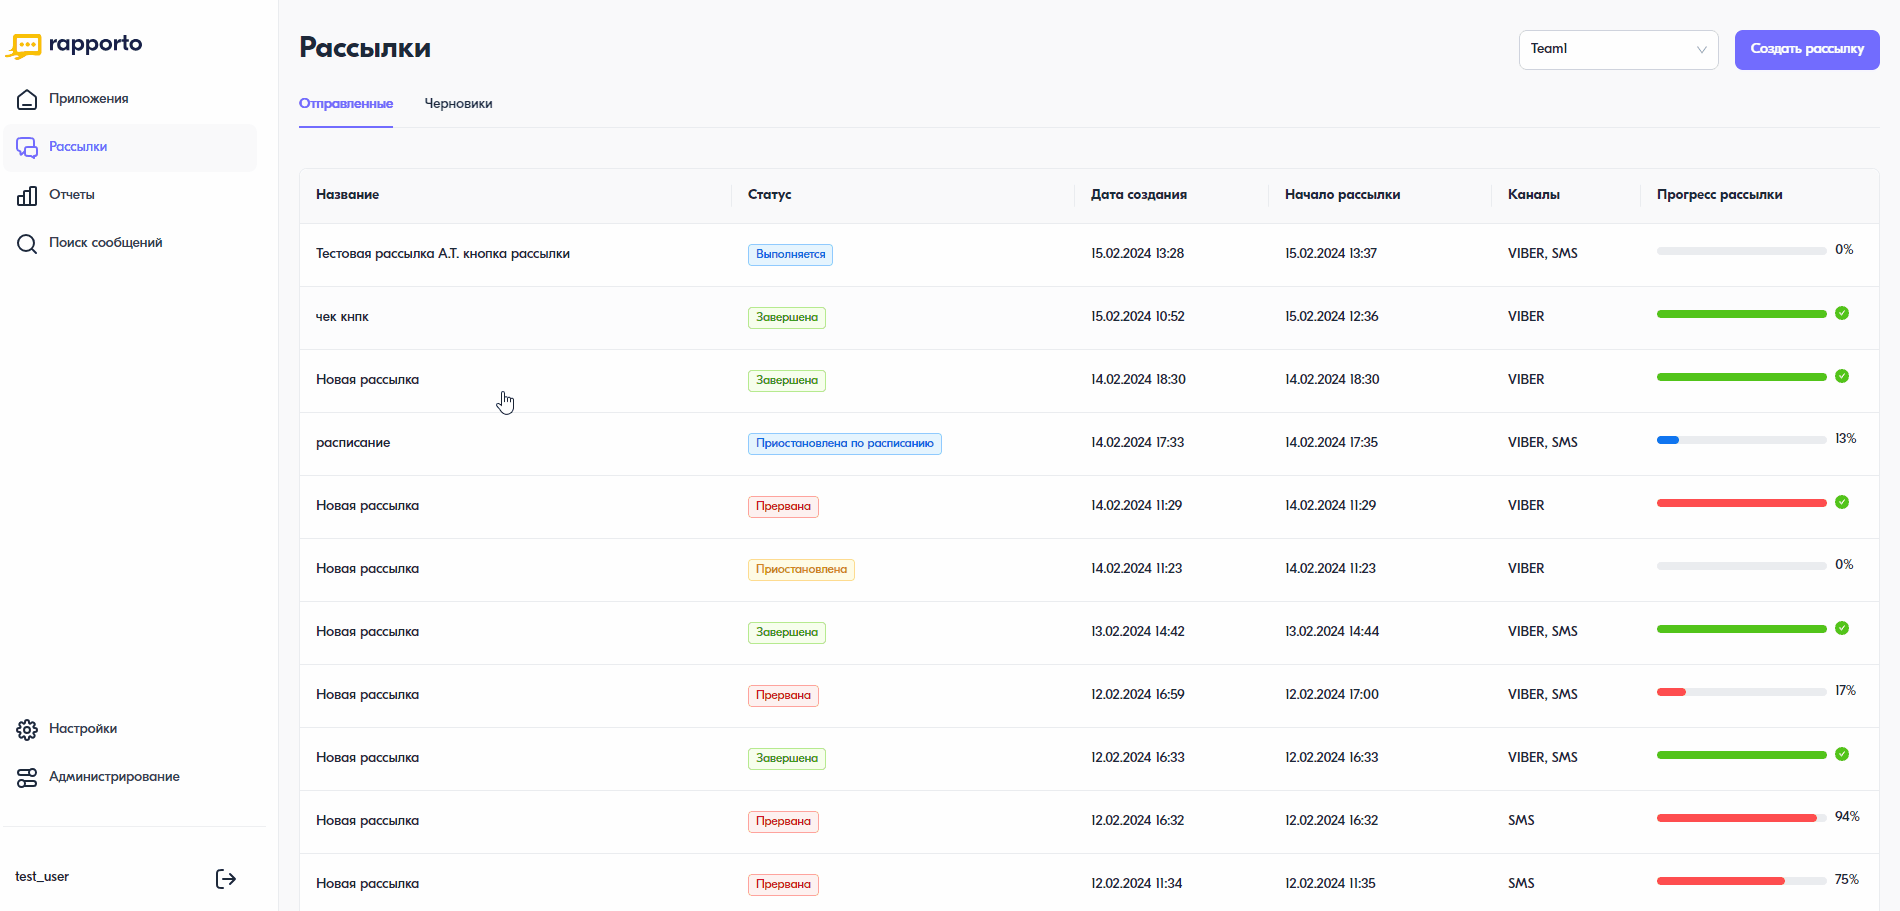 rapporto
Приложения
Рассылки
Отчеты
Поиск сообщений
Настройки
Администрирование
test_user
Рассылки
Team1
Создать рассылку
Отправленные Черновики
Название Статус Дата создания Начало рассылки Каналы Прогресс рассылки
Тестовая рассылка А.Т. кнопка рассылки Выполняется 15.02.2024 13:28 15.02.2024 13:37 VIBER, SMS 0%
чек кнпк Завершена 15.02.2024 10:52 15.02.2024 12:36 VIBER
Новая рассылка Завершена 14.02.2024 18:30 14.02.2024 18:30 VIBER
расписание Приостановлена по расписанию 14.02.2024 17:33 14.02.2024 17:35 VIBER, SMS 13%
Новая рассылка Прервана 14.02.2024 11:29 14.02.2024 11:29 VIBER
Новая рассылка Приостановлена 14.02.2024 11:23 14.02.2024 11:23 VIBER 0%
Новая рассылка Завершена 13.02.2024 14:42 13.02.2024 14:44 VIBER, SMS
Новая рассылка Прервана 12.02.2024 16:59 12.02.2024 17:00 VIBER, SMS 17%
Новая рассылка Завершена 12.02.2024 16:33 12.02.2024 16:33 VIBER, SMS
Новая рассылка Прервана 12.02.2024 16:32 12.02.2024 16:32 SMS 94%
Новая рассылка Прервана 12.02.2024 11:34 12.02.2024 11:35 SMS 75%